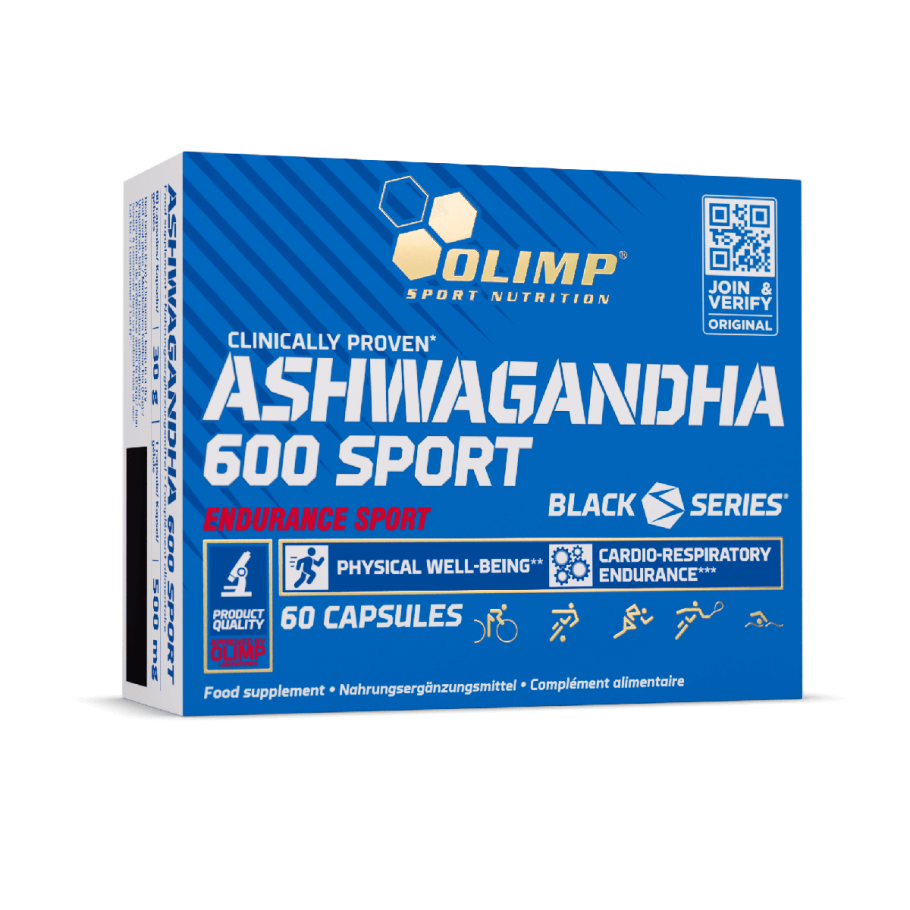 OLIMP®
SPORT NUTRITION
JOIN &
VERIFY
ORIGINAL
CLINICALLY PROVEN*
ASHWAGANDHA
600 SPORT
BLACK SERIES®
ENDURANCE SPORT
PHYSICAL WELL-BEING**
CARDIO-RESPIRATORY
ENDURANCE***
PRODUCT
QUALITY
OLIMP
60 CAPSULES
Food supplement • Nahrungsergänzungsmittel • Complément alimentaire
ASHWAGANDHA 600 SPORT
30 g
500 mg